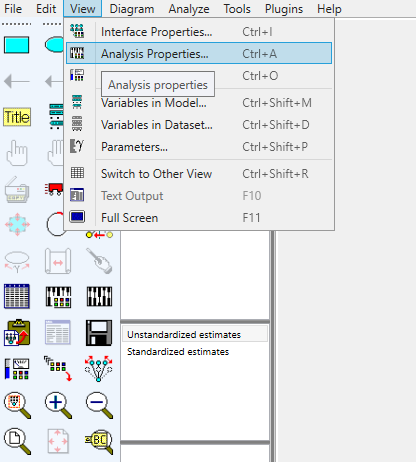 File Edit View Diagram Analyze Tools Plugins Help
Interface Properties... Ctrl+I
Analysis Properties... Ctrl+A
Ctrl+O
Analysis properties
Variables in Model... Ctrl+Shift+M
Variables in Dataset... Ctrl+Shift+D
Parameters... Ctrl+Shift+P
Switch to Other View Ctrl+Shift+R
Text Output F10
Full Screen F11
Title
Unstandardized estimates
Standardized estimates
BC